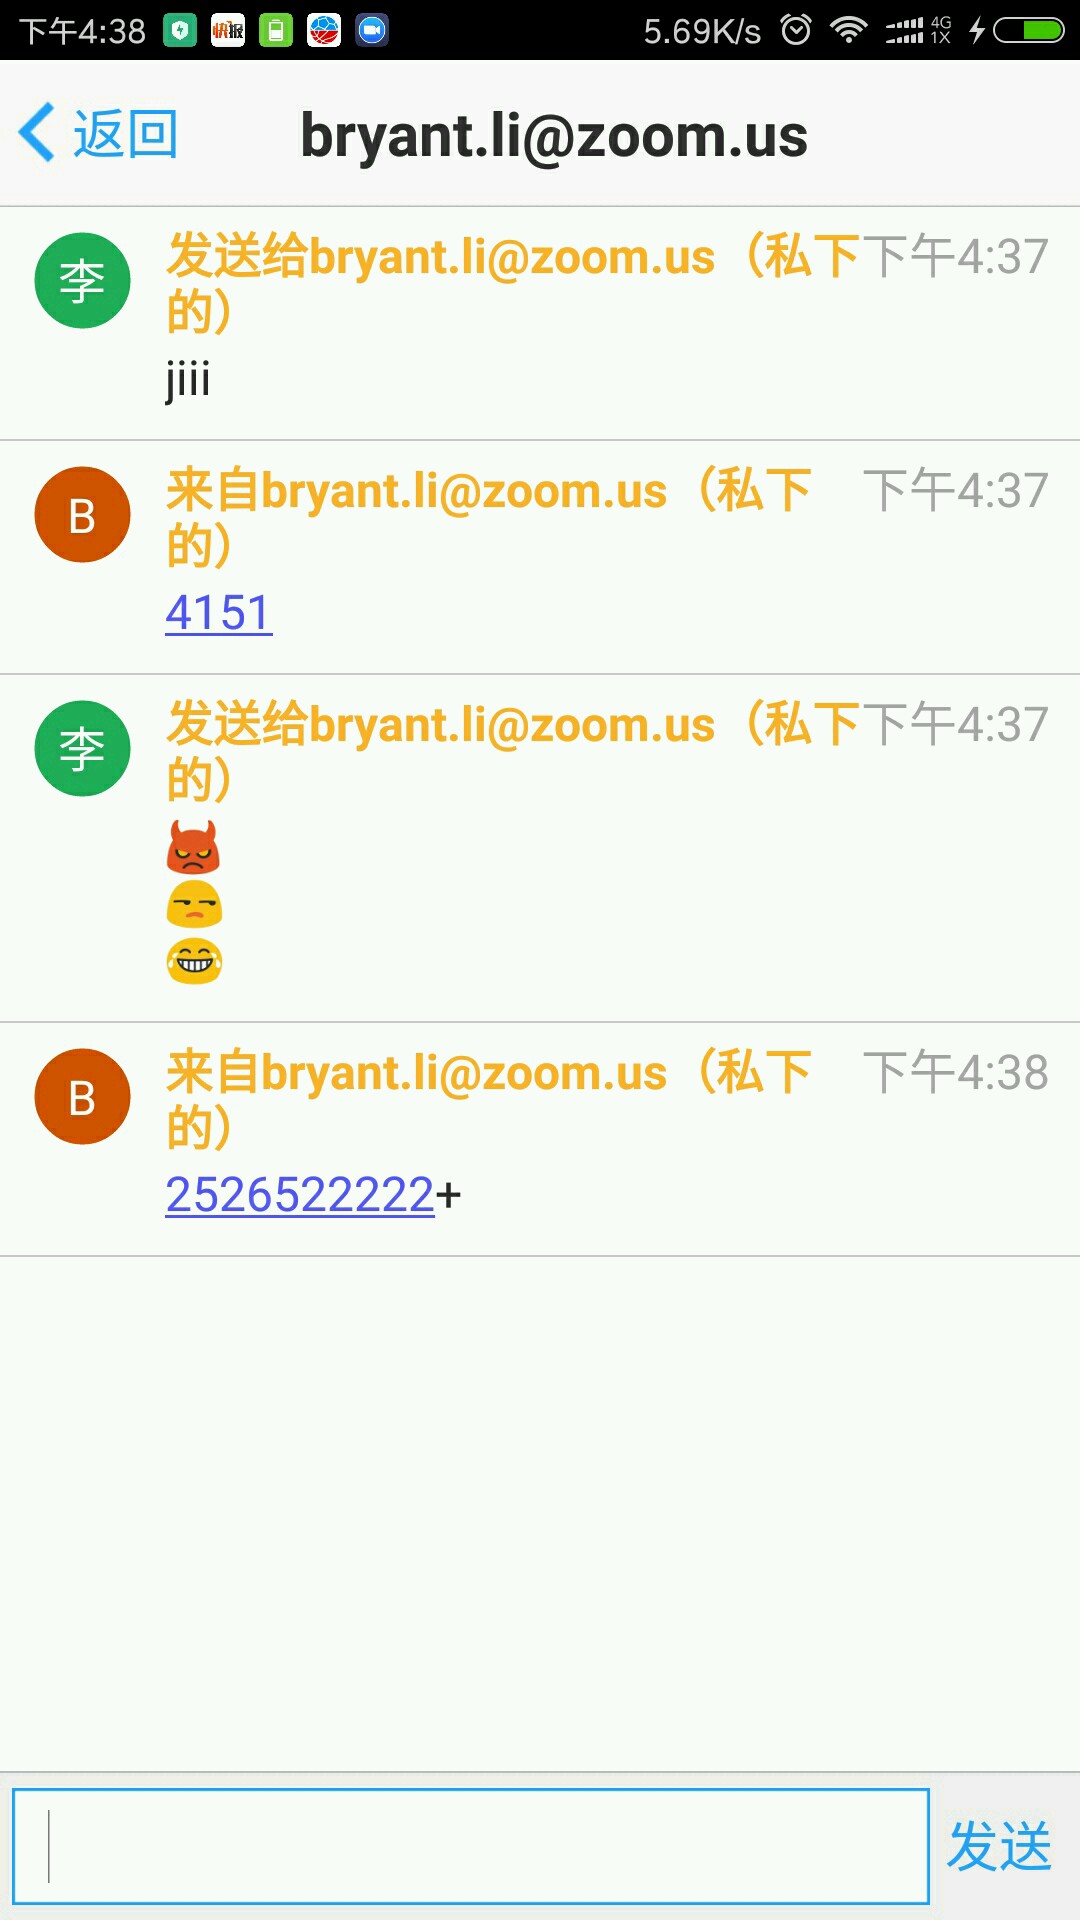 下午4:38 快报 5.69K/s 4G 1X
返回 bryant.li@zoom.us
李 发送给bryant.li@zoom.us（私下 下午4:37
的）
jiii
B 来自bryant.li@zoom.us（私下 下午4:37
的）
4151
李 发送给bryant.li@zoom.us（私下 下午4:37
的）
B 来自bryant.li@zoom.us（私下 下午4:38
的）
2526522222+
发送